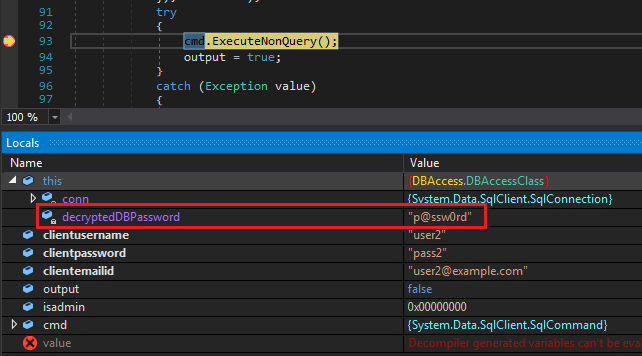 91
92 try
{
93 cmd.ExecuteNonQuery();
94 output = true;
95 }
96 catch (Exception value)
97 {
100 %
Locals
Name Value
this {DBAccess.DBAccessClass}
conn {System.Data.SqlClient.SqlConnection}
decryptedDBPassword "p@ssw0rd"
clientusername "user2"
clientpassword "pass2"
clientemailid "user2@example.com"
output false
isadmin 0x00000000
cmd {System.Data.SqlClient.SqlCommand}
value Decompiler generated variables can't be eva